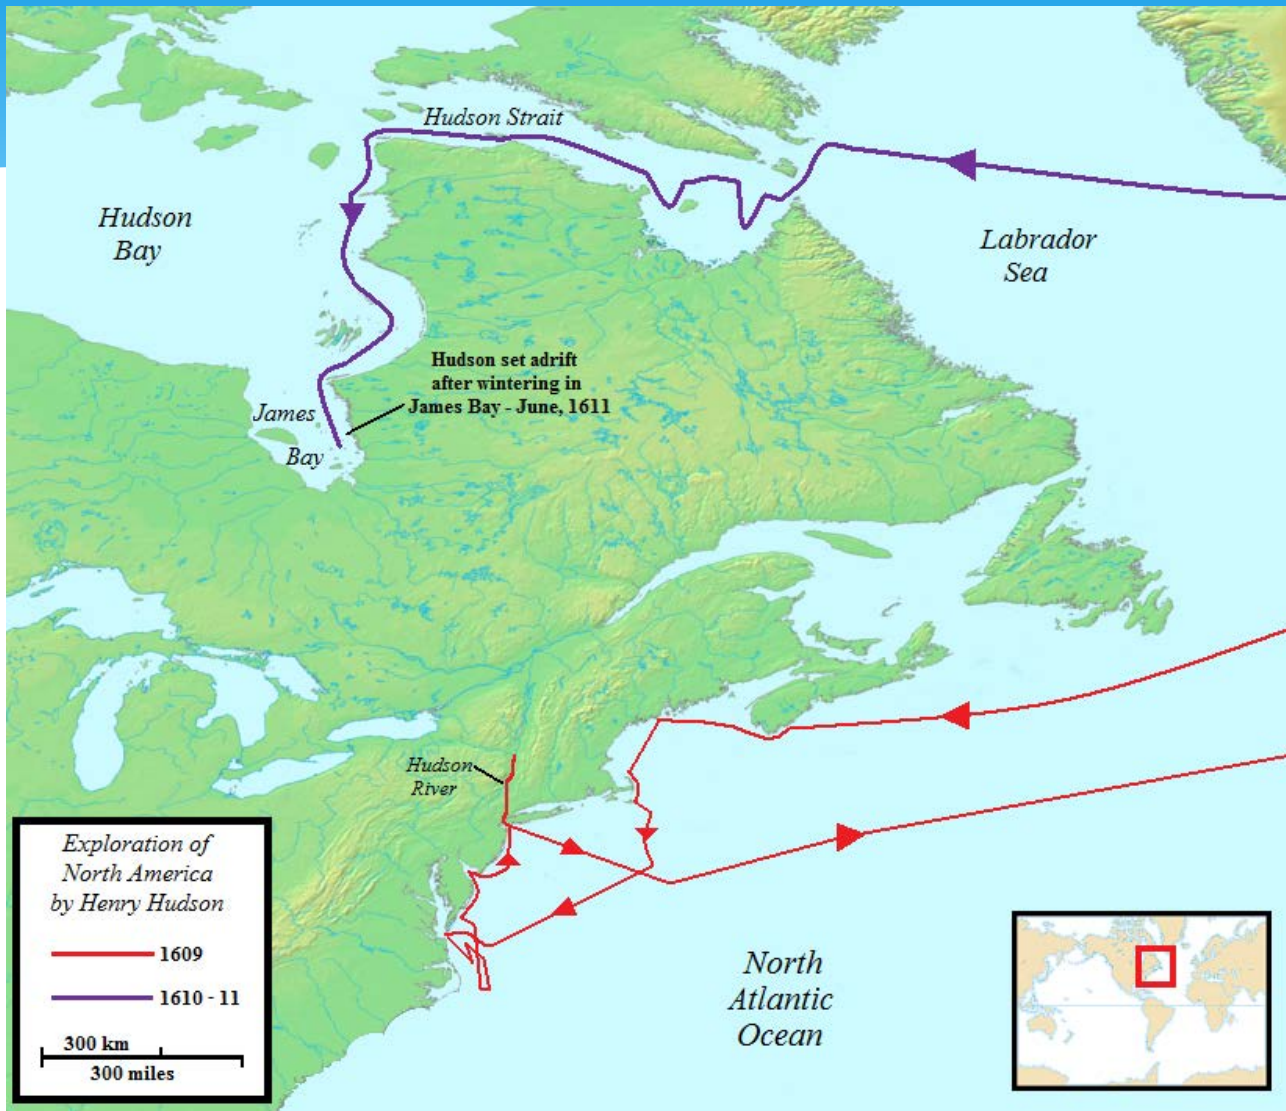 Hudson Strait
Hudson
Bay
Labrador
Sea
Hudson set adrift
after wintering in
James Bay - June, 1611
James
Bay
Hudson
River
Exploration of
North America
by Henry Hudson
1609
1610 - 11
300 km
300 miles
North
Atlantic
Ocean